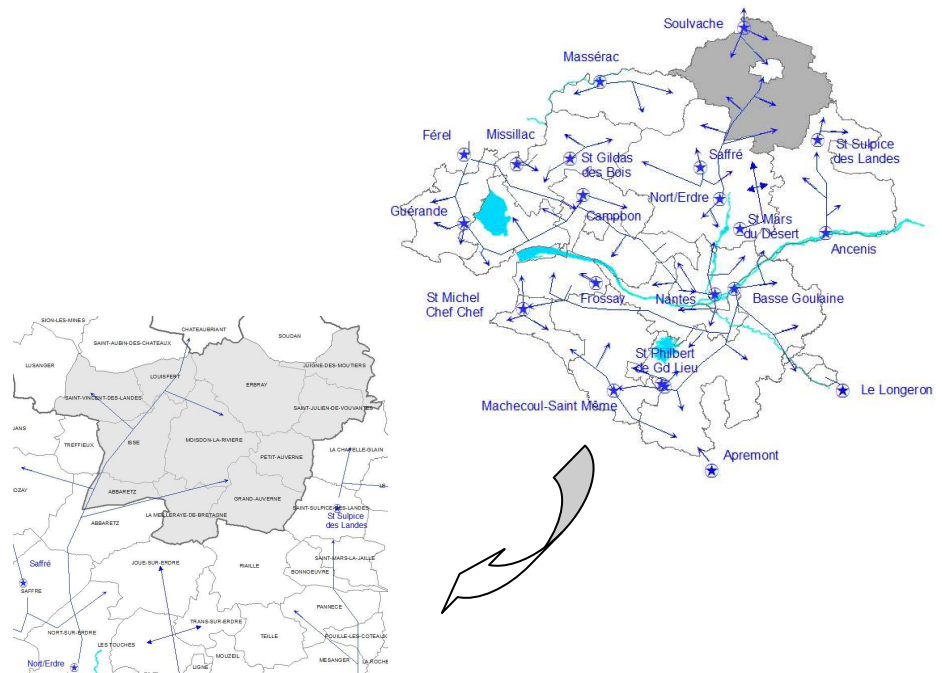 Soulvache
Massérac
Férel
Missillac
St Gildas
des Bois
Saffré
St Sulpice
des Landes
Guérande
Campbon
Nort/Erdre
St Mars
du Désert
Ancenis
St Michel
Chef Chef
Frossay
Nantes
Basse Goulaine
St Philbert
de Gd Lieu
Machecoul-Saint Même
Le Longeron
Apremont
SION-LES-MINES
SAINT-AUBIN-DES-CHATEAUX
CHATEAUBRIANT
SOUDAN
LUSANGER
LOUISFERT
ERBRAY
JUIGNE-DES-MOUTIERS
SAINT-VINCENT-DES-LANDES
SAINT-JULIEN-DE-VOUVANTES
JANS
TREFFIEUX
ISSE
MOISDON-LA-RIVIERE
PETIT-AUVERNE
LA CHAPELLE-GLAIN
OZAY
ABBARETZ
GRAND-AUVERNE
LE-
ABBARETZ
LA MEILLERAYE-DE-BRETAGNE
SAINT-SULPICE-DES-LANDES
St Sulpice
des Landes
Saffré
SAFFRE
JOUE-SUR-ERDRE
RIAILLE
SAINT-MARS-LA-JAILLE
BONNOEUVRE
PANNECE
NORT-SUR-ERDRE
LES TOUCHES
TRANS-SUR-ERDRE
TEILLE
POUILLE-LES-COTEAUX
MOUZEIL
LIGNE
MESANGER
LA ROCHE
Nort/Erdre